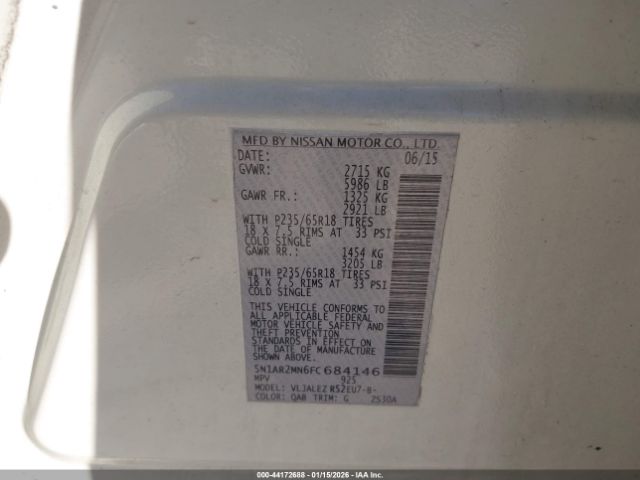 MFD BY NISSAN MOTOR CO., LTD.
DATE: 06/15
GVWR: 2715 KG
5986 LB
GAWR FR.: 1325 KG
2921 LB
WITH P235/65R18 TIRES
18 X 7.5 RIMS AT 33 PSI
COLD SINGLE
GAWR RR.: 1454 KG
3205 LB
WITH P235/65R18 TIRES
18 X 7.5 RIMS AT 33 PSI
COLD SINGLE
THIS VEHICLE CONFORMS TO
ALL APPLICABLE FEDERAL
MOTOR VEHICLE SAFETY AND
THEFT PREVENTION
STANDARDS IN EFFECT ON
THE DATE OF MANUFACTURE
SHOWN ABOVE.
5N1AR2MN6FC684146
MPV 925
MODEL: VLJALEZ R52EU7-B-
COLOR: QAB TRIM: G 2530A
000-44172688 - 01/15/2026 - IAA Inc.